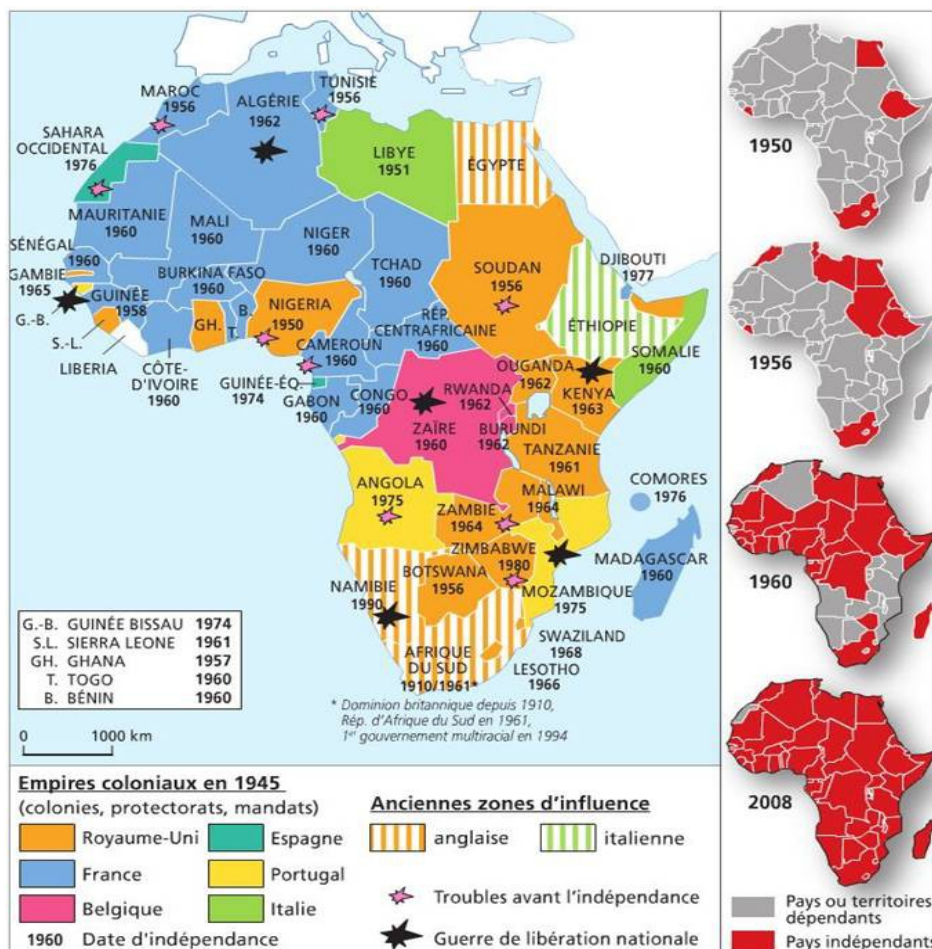 MAROC
1956
TUNISIE
1956
ALGÉRIE
1962
SAHARA
OCCIDENTAL
1976
LIBYE
1951
ÉGYPTE
MAURITANIE
1960
MALI
1960
NIGER
1960
TCHAD
1960
SOUDAN
1956
DJIBOUTI
1977
SÉNÉGAL
1960
GAMBIE
1965
BURKINA FASO
1960
GUINÉE
1958
G.-B.
NIGERIA
1950
B.
GH.
T.
RÉP.
CENTRAFRICAINE
1960
ÉTHIOPIE
S.-L.
LIBERIA
CÔTE-
D'IVOIRE
1960
CAMEROUN
1960
GUINÉE-ÉQ.
1974
GABON
1960
CONGO
1960
OUGANDA
1962
SOMALIE
1960
RWANDA
1962
KENYA
1963
ZAÏRE
1960
BURUNDI
1962
TANZANIE
1961
ANGOLA
1975
MALAWI
1964
COMORES
1976
ZAMBIE
1964
ZIMBABWE
1980
MADAGASCAR
1960
NAMIBIE
1990
BOTSWANA
1956
MOZAMBIQUE
1975
SWAZILAND
1968
AFRIQUE
DU SUD
1910/1961*
LESOTHO
1966
* Dominion britannique depuis 1910,
Rép. d'Afrique du Sud en 1961,
1er gouvernement multiracial en 1994
G.-B. GUINÉE BISSAU 1974
S.L. SIERRA LEONE 1961
GH. GHANA 1957
T. TOGO 1960
B. BÉNIN 1960
0 1000 km
Empires coloniaux en 1945
(colonies, protectorats, mandats)
Royaume-Uni
Espagne
France
Portugal
Belgique
Italie
1960 Date d'indépendance
Anciennes zones d'influence
anglaise
italienne
Troubles avant l'indépendance
Guerre de libération nationale
1950
1956
1960
2008
Pays ou territoires
dépendants
Pays indépendants